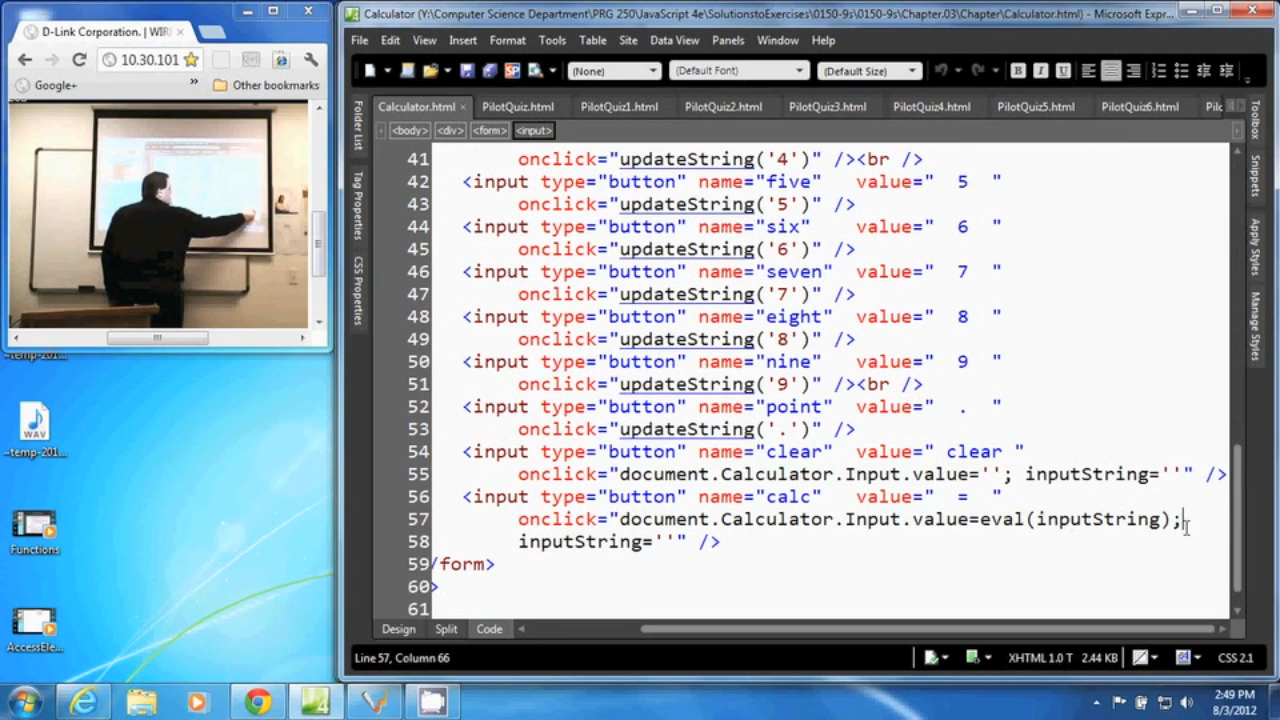 D-Link Corporation. | WIR
10.30.101
Google+
»
Other bookmarks
~temp-201...
WAV
~temp-201...
Functions
AccessEle...
Calculator (Y:\Computer Science Department\PRG 250\JavaScript 4e\SolutionstoExercises\0150-9s\0150-9s\Chapter.03\Chapter\Calculator.html) - Microsoft Expr...
File Edit View Insert Format Tools Table Site Data View Panels Window Help
(None) (Default Font) (Default Size) B I U
Calculator.html × PilotQuiz.html PilotQuiz1.html PilotQuiz2.html PilotQuiz3.html PilotQuiz4.html PilotQuiz5.html PilotQuiz6.html
<body> <div> <form> <input>
Folder List
Tag Properties
CSS Properties
41 onclick="updateString('4')" /><br />
42 <input type="button" name="five" value=" 5 "
43 onclick="updateString('5')" />
44 <input type="button" name="six" value=" 6 "
45 onclick="updateString('6')" />
46 <input type="button" name="seven" value=" 7 "
47 onclick="updateString('7')" />
48 <input type="button" name="eight" value=" 8 "
49 onclick="updateString('8')" />
50 <input type="button" name="nine" value=" 9 "
51 onclick="updateString('9')" /><br />
52 <input type="button" name="point" value=" . "
53 onclick="updateString('.')" />
54 <input type="button" name="clear" value=" clear "
55 onclick="document.Calculator.Input.value=''; inputString=''" />
56 <input type="button" name="calc" value=" = "
57 onclick="document.Calculator.Input.value=eval(inputString);
58 inputString=''" />
59 /form>
60 >
61
Toolbox
Snippets
Apply Styles
Manage Styles
Design Split Code
Line 57, Column 66 XHTML 1.0 T 2.44 KB CSS 2.1
2:49 PM
8/3/2012